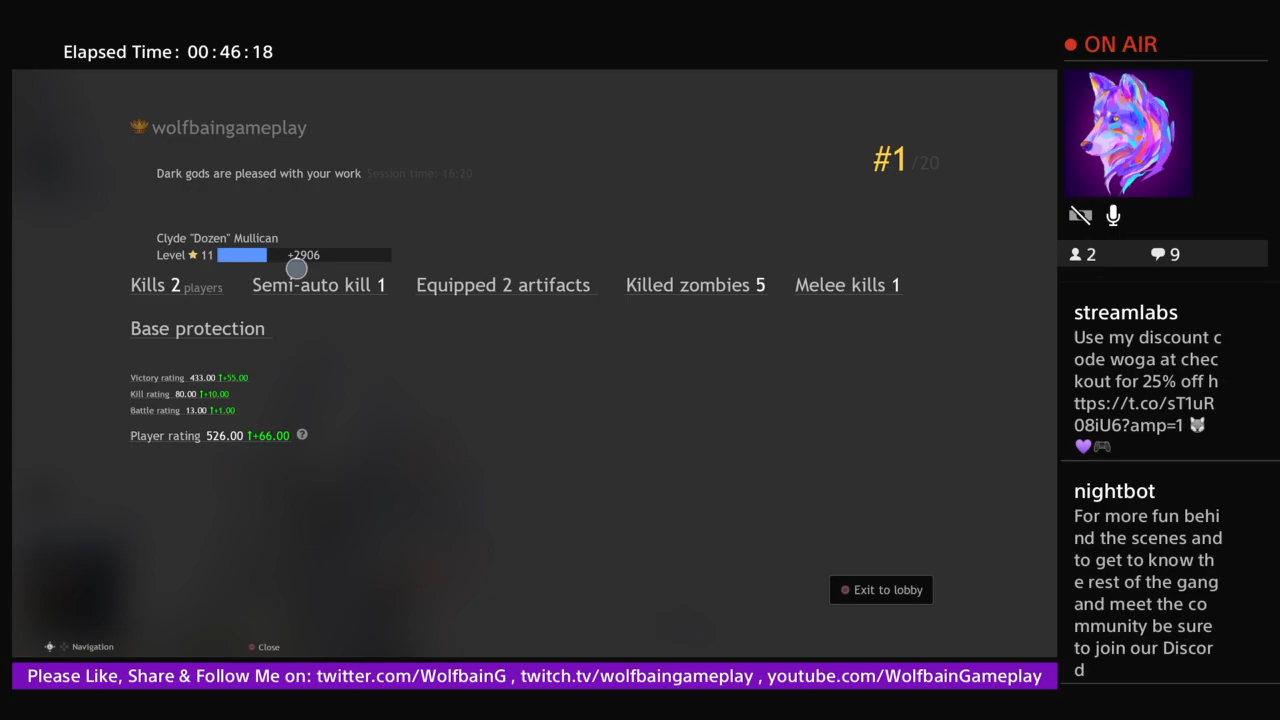 Elapsed Time: 00:46:18
ON AIR
wolfbaingameplay
#1 /20
Dark gods are pleased with your work Session time: 16:20
Clyde "Dozen" Mullican
Level 11 +2906
Kills 2 players Semi-auto kill 1 Equipped 2 artifacts Killed zombies 5 Melee kills 1
Base protection
Victory rating 433.00 +55.00
Kill rating 80.00 +10.00
Battle rating 13.00 +1.00
Player rating 526.00 +66.00 ?
Exit to lobby
Navigation Close
Please Like, Share & Follow Me on: twitter.com/WolfbainG , twitch.tv/wolfbaingameplay , youtube.com/WolfbainGameplay
2 9
streamlabs
Use my discount c
ode woga at chec
kout for 25% off h
ttps://t.co/sT1uR
08iU6?amp=1 🐺
💜🎮
nightbot
For more fun behi
nd the scenes and
to get to know th
e rest of the gang
and meet the co
mmunity be sure
to join our Discor
d